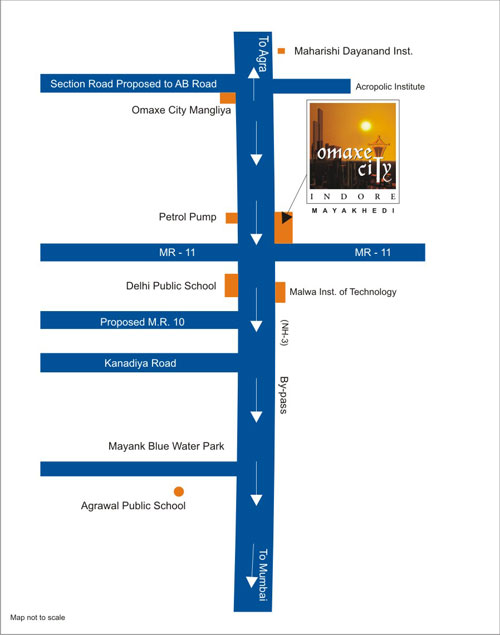 To Agra
Maharishi Dayanand Inst.
Section Road Proposed to AB Road
Acropolic Institute
Omaxe City Mangliya
omaxe
ciTy
INDORE
MAYAKHEDI
Petrol Pump
MR - 11
MR - 11
Delhi Public School
Malwa Inst. of Technology
Proposed M.R. 10
(NH-3)
Kanadiya Road
By-pass
Mayank Blue Water Park
Agrawal Public School
To Mumbai
Map not to scale